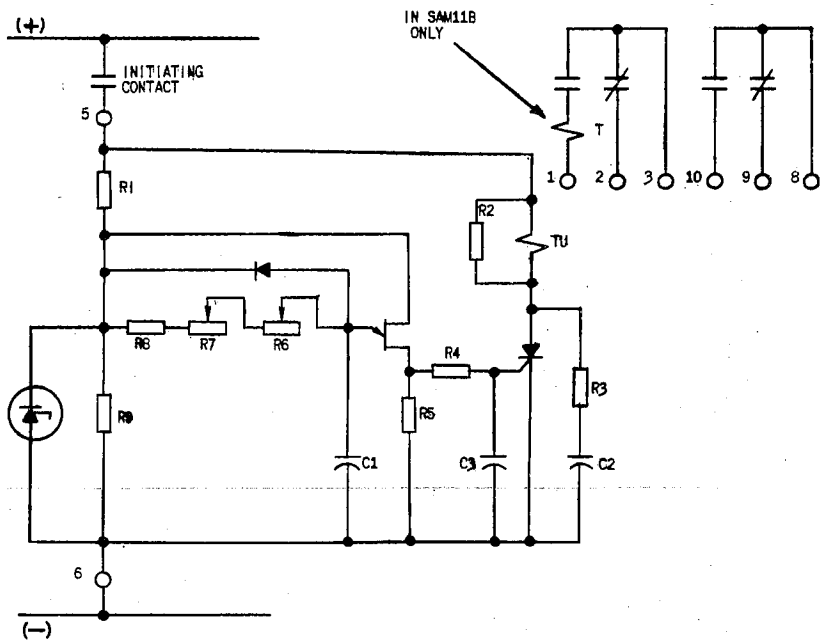 (+)
IN SAM11B
ONLY
INITIATING
CONTACT
5
T
1
2
3
10
9
8
R1
R2
TU
R8
R7
R6
R4
R3
R9
R5
C1
C3
C2
6
(−)